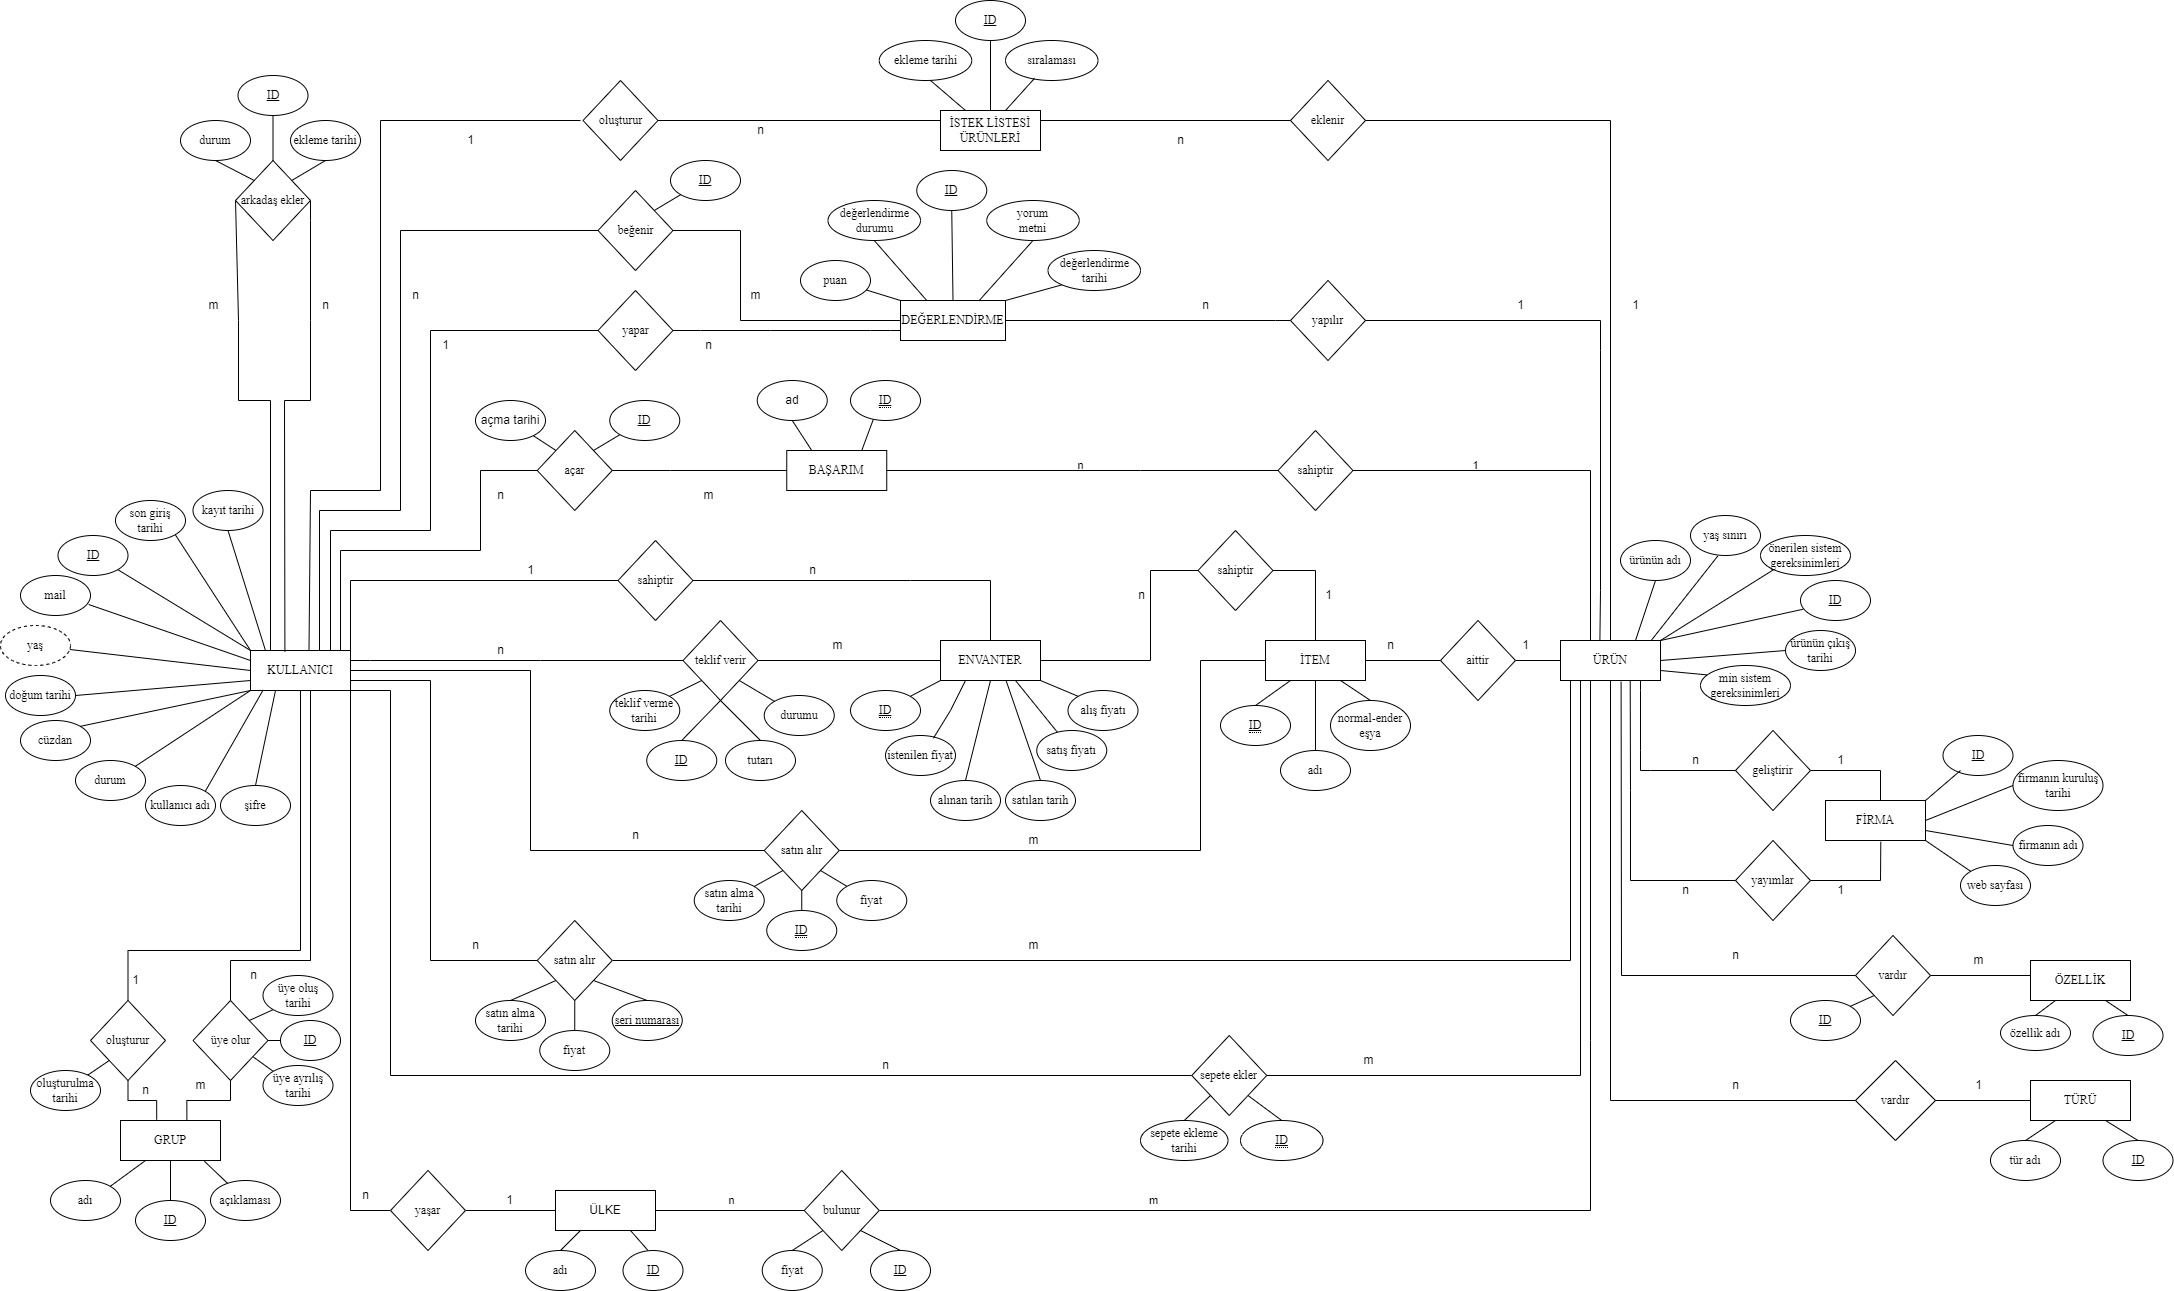 ID
ekleme tarihi
sıralaması
İSTEK LİSTESİ
ÜRÜNLERİ
oluşturur
1
n
n
eklenir
1
ID
durum
ekleme tarihi
arkadaş ekler
m
n
ID
beğenir
n
m
ID
değerlendirme
durumu
yorum
metni
puan
değerlendirme
tarihi
DEĞERLENDİRME
yapar
1
n
n
yapılır
1
açma tarihi
ID
açar
n
m
ad
ID
BAŞARIM
n
sahiptir
1
son giriş
tarihi
kayıt tarihi
ID
mail
yaş
doğum tarihi
cüzdan
durum
kullanıcı adı
şifre
KULLANICI
1
sahiptir
n
n
sahiptir
1
n
teklif verir
m
teklif verme
tarihi
durumu
ID
tutarı
ENVANTER
ID
istenilen fiyat
alınan tarih
satılan tarih
satış fiyatı
alış fiyatı
İTEM
ID
adı
normal-ender
eşya
n
aittir
1
ürünün adı
yaş sınırı
önerilen sistem
gereksinimleri
ID
ürünün çıkış
tarihi
min sistem
gereksinimleri
ÜRÜN
n
geliştirir
1
FİRMA
ID
firmanın kuruluş
tarihi
firmanın adı
web sayfası
n
yayımlar
1
n
satın alır
m
satın alma
tarihi
ID
fiyat
n
satın alır
m
satın alma
tarihi
fiyat
seri numarası
n
vardır
m
ID
ÖZELLİK
özellik adı
ID
n
sepete ekler
m
sepete ekleme
tarihi
ID
n
vardır
1
TÜRÜ
tür adı
ID
1
oluşturur
oluşturulma
tarihi
n
n
üye olur
üye oluş
tarihi
ID
üye ayrılış
tarihi
m
GRUP
adı
ID
açıklaması
n
yaşar
1
ÜLKE
adı
ID
n
bulunur
m
fiyat
ID